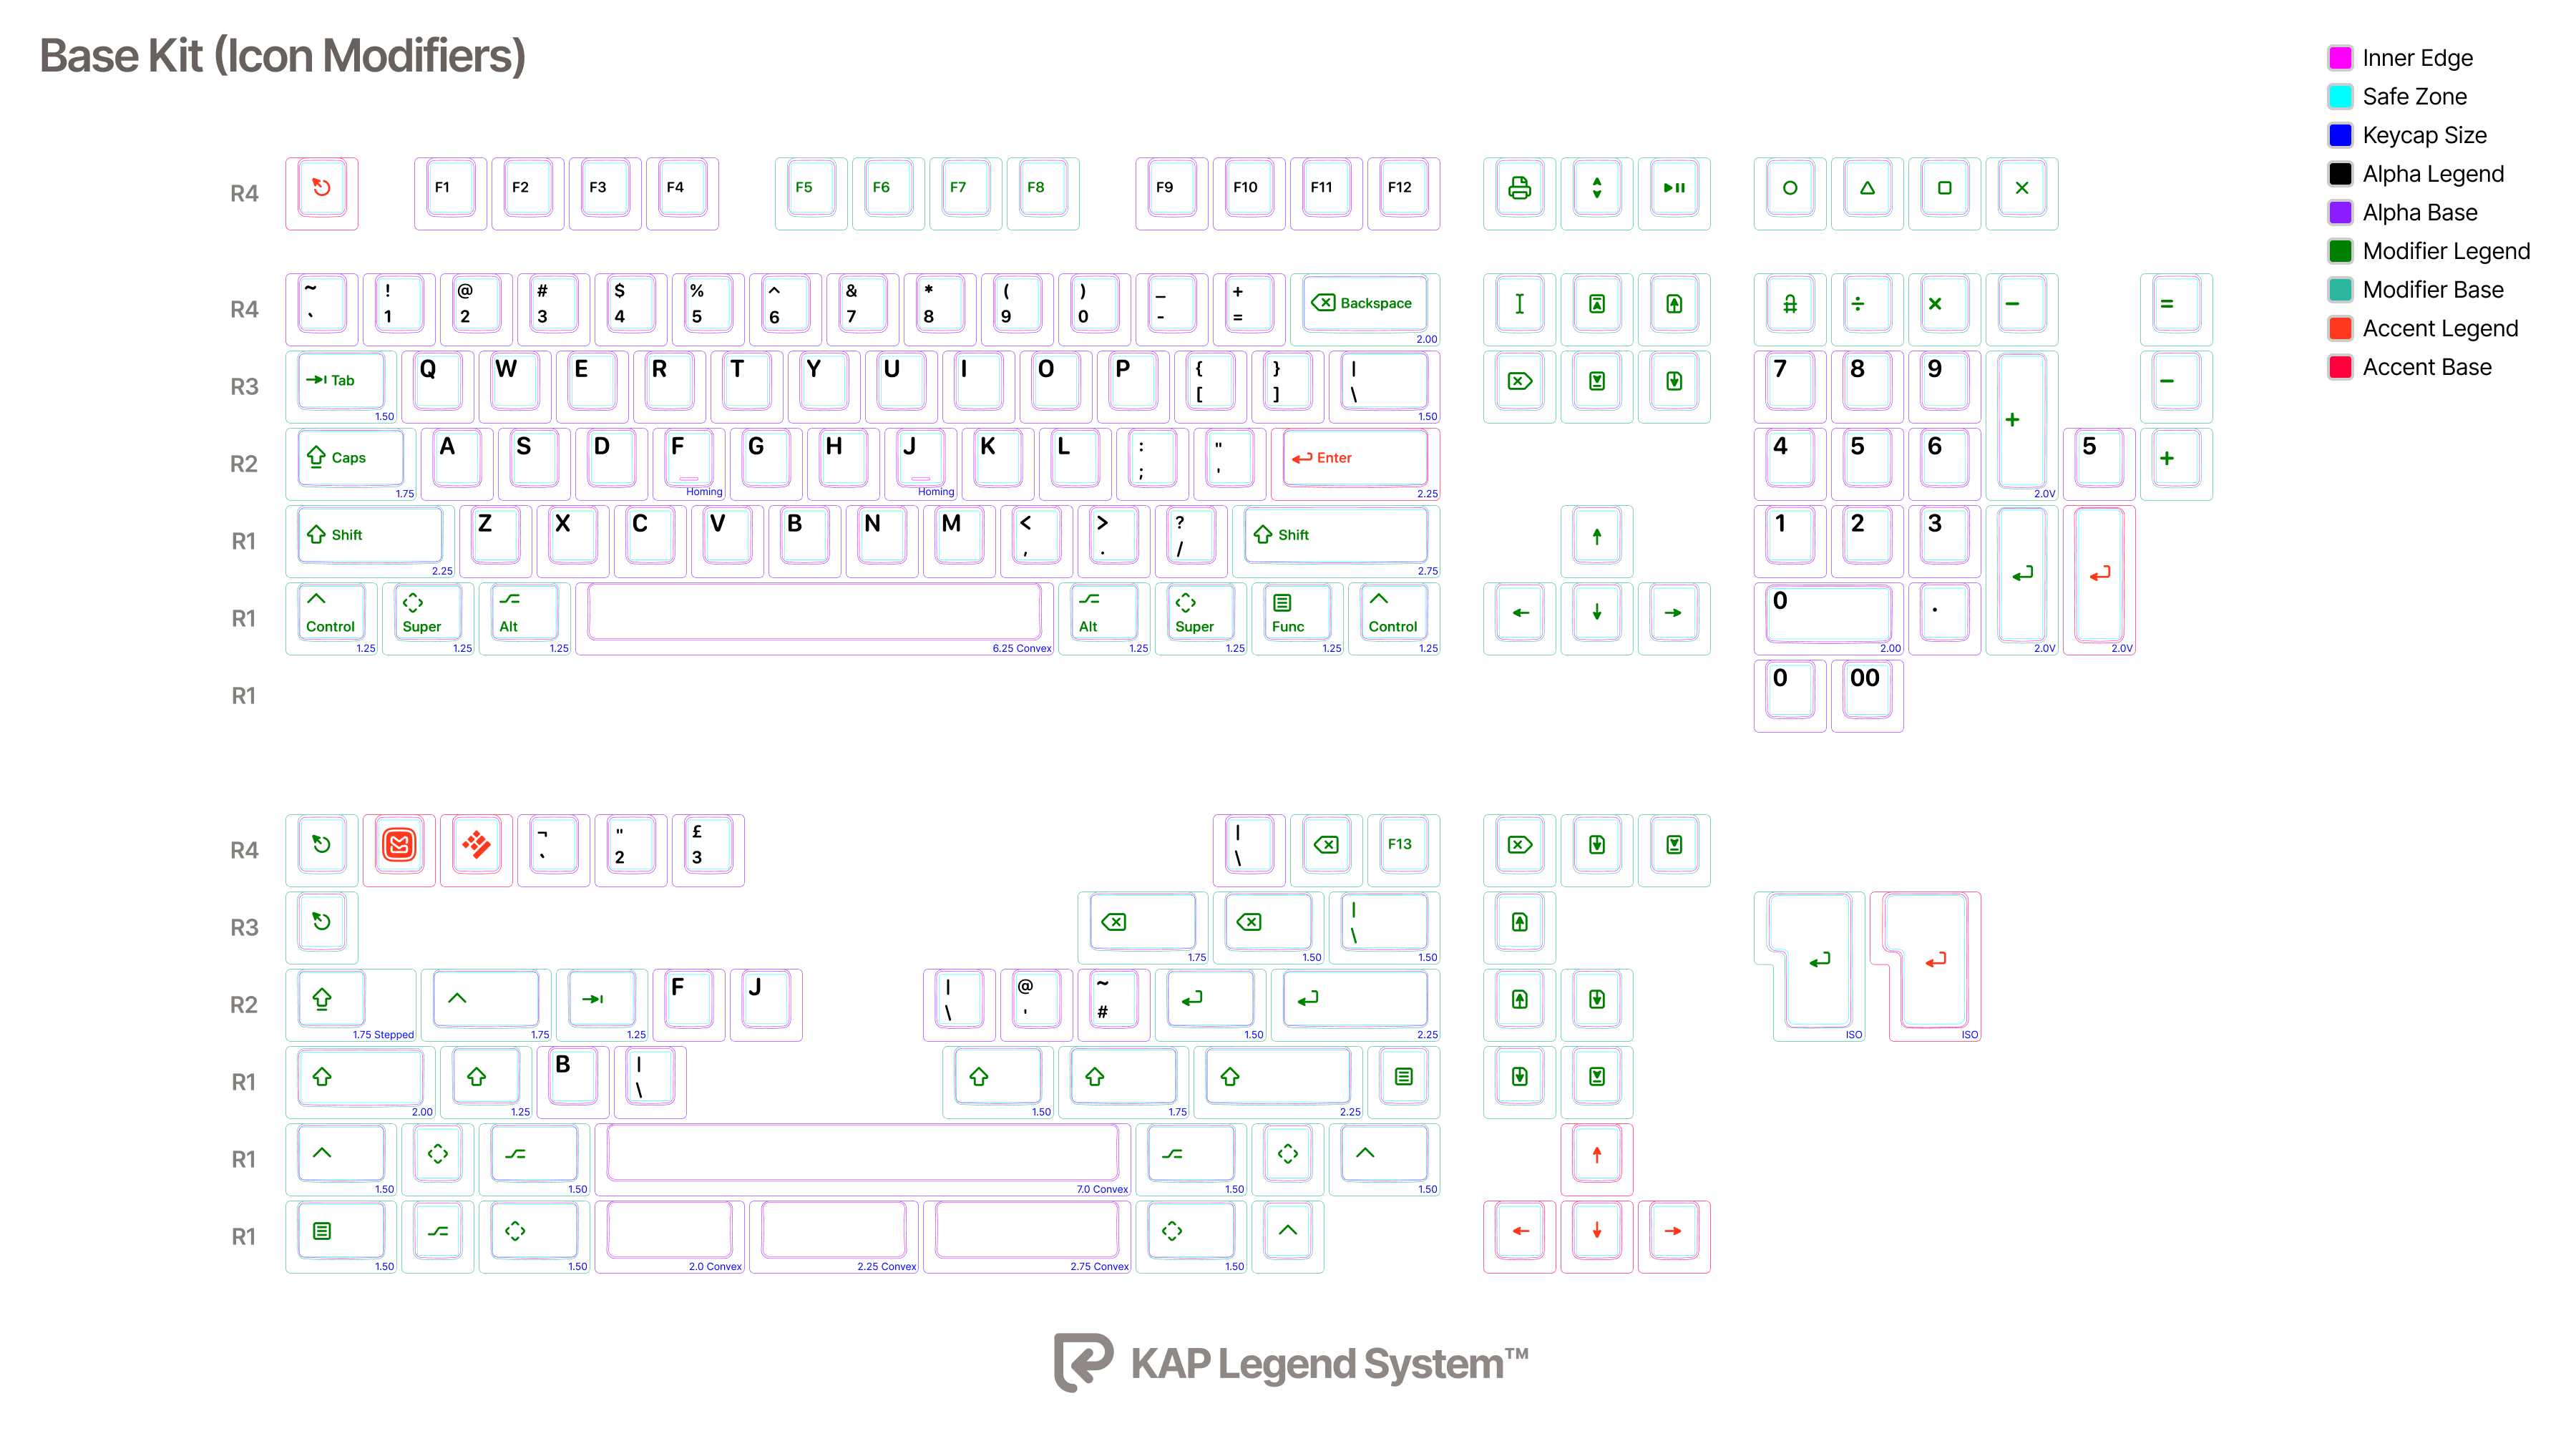 Base Kit (Icon Modifiers)
Inner Edge
Safe Zone
Keycap Size
Alpha Legend
Alpha Base
Modifier Legend
Modifier Base
Accent Legend
Accent Base
R4 F1 F2 F3 F4 F5 F6 F7 F8 F9 F10 F11 F12
~ ! @ # $ % ^ & * ( ) _ +
R4 ` 1 2 3 4 5 6 7 8 9 0 - = Backspace ÷ × − =
2.00
R3 Tab Q W E R T Y U I O P { [ } ] | \ 7 8 9 + −
1.50 1.50
R2 Caps A S D F G H J K L : ; " ' Enter 4 5 6 5 +
1.75 Homing Homing 2.25 2.0V
R1 Shift Z X C V B N M < , > . ? / Shift 1 2 3
2.25 2.75
R1 Control Super Alt Alt Super Func Control 0 .
1.25 1.25 1.25 6.25 Convex 1.25 1.25 1.25 1.25 2.00 2.0V 2.0V
R1 0 00
R4 ¬ ` " 2 £ 3 | \ F13
R3 | \
1.75 1.50 1.50
R2 F J | \ @ ' ~ #
1.75 Stepped 1.75 1.25 1.50 2.25 ISO ISO
R1 B | \
2.00 1.25 1.50 1.75 2.25
R1
1.50 1.50 7.0 Convex 1.50 1.50
R1
1.50 1.50 2.0 Convex 2.25 Convex 2.75 Convex 1.50
KAP Legend System™